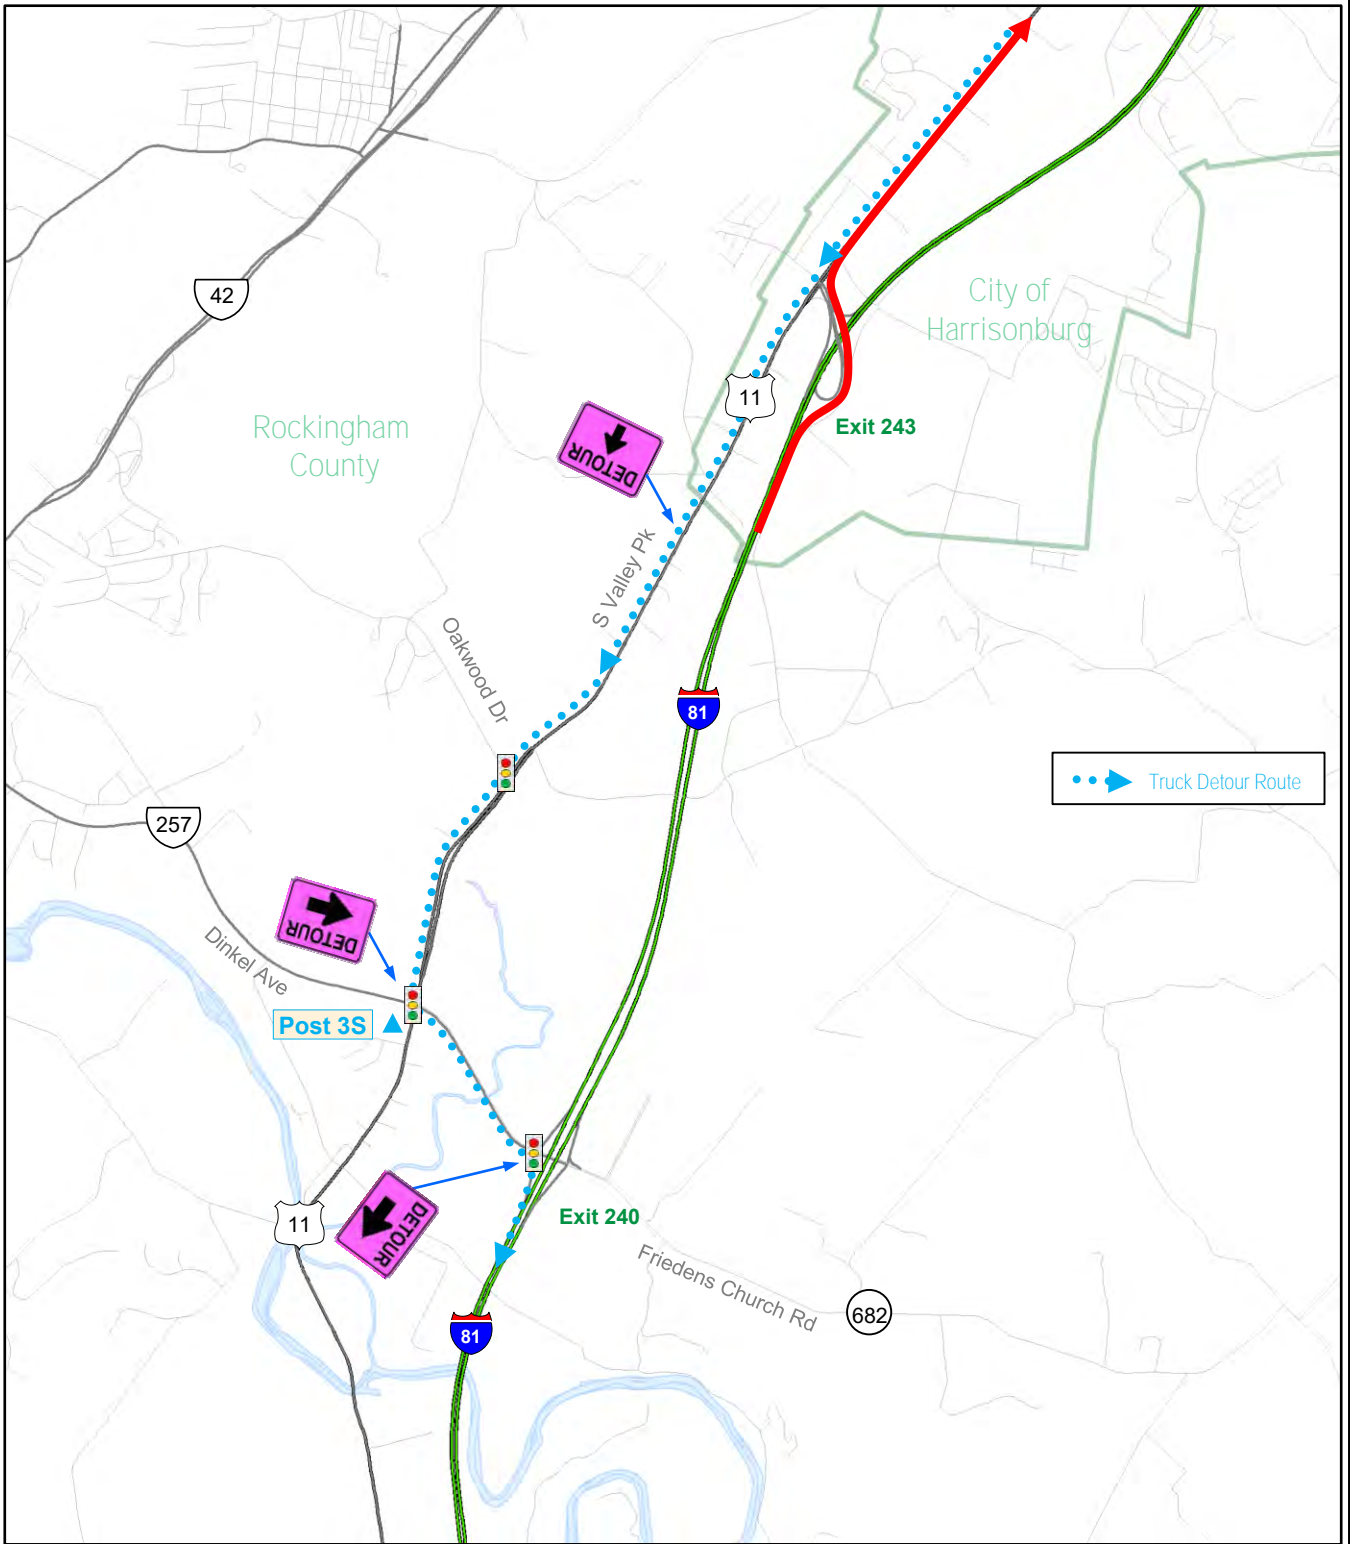 42
City of
Harrisonburg
11
Exit 243
Rockingham
County
DETOUR
S Valley Pk
Oakwood Dr
81
Truck Detour Route
257
DETOUR
Dinkel Ave
Post 3S
DETOUR
11
Exit 240
Friedens Church Rd
682
81